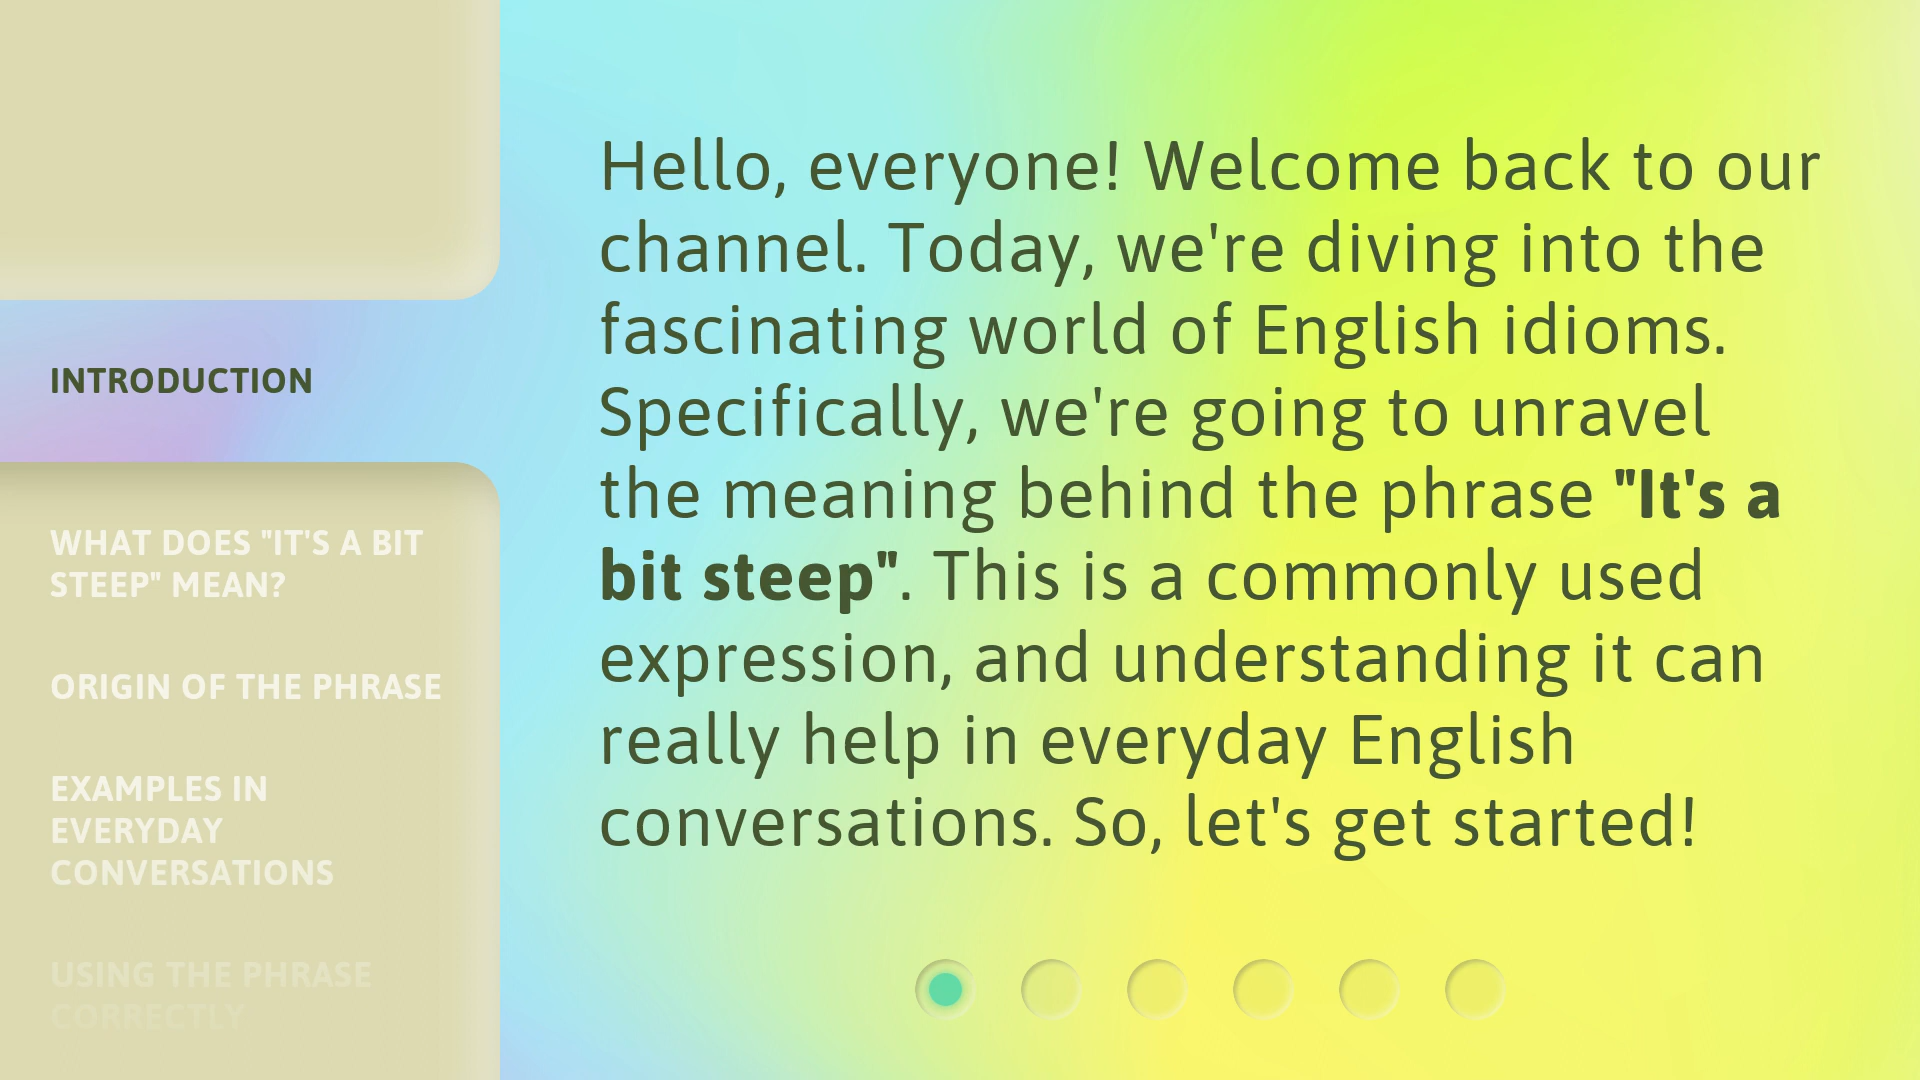 INTRODUCTION
WHAT DOES "IT'S A BIT
STEEP" MEAN?
ORIGIN OF THE PHRASE
EXAMPLES IN
EVERYDAY
CONVERSATIONS
USING THE PHRASE
CORRECTLY
Hello, everyone! Welcome back to our
channel. Today, we're diving into the
fascinating world of English idioms.
Specifically, we're going to unravel
the meaning behind the phrase "It's a
bit steep". This is a commonly used
expression, and understanding it can
really help in everyday English
conversations. So, let's get started!